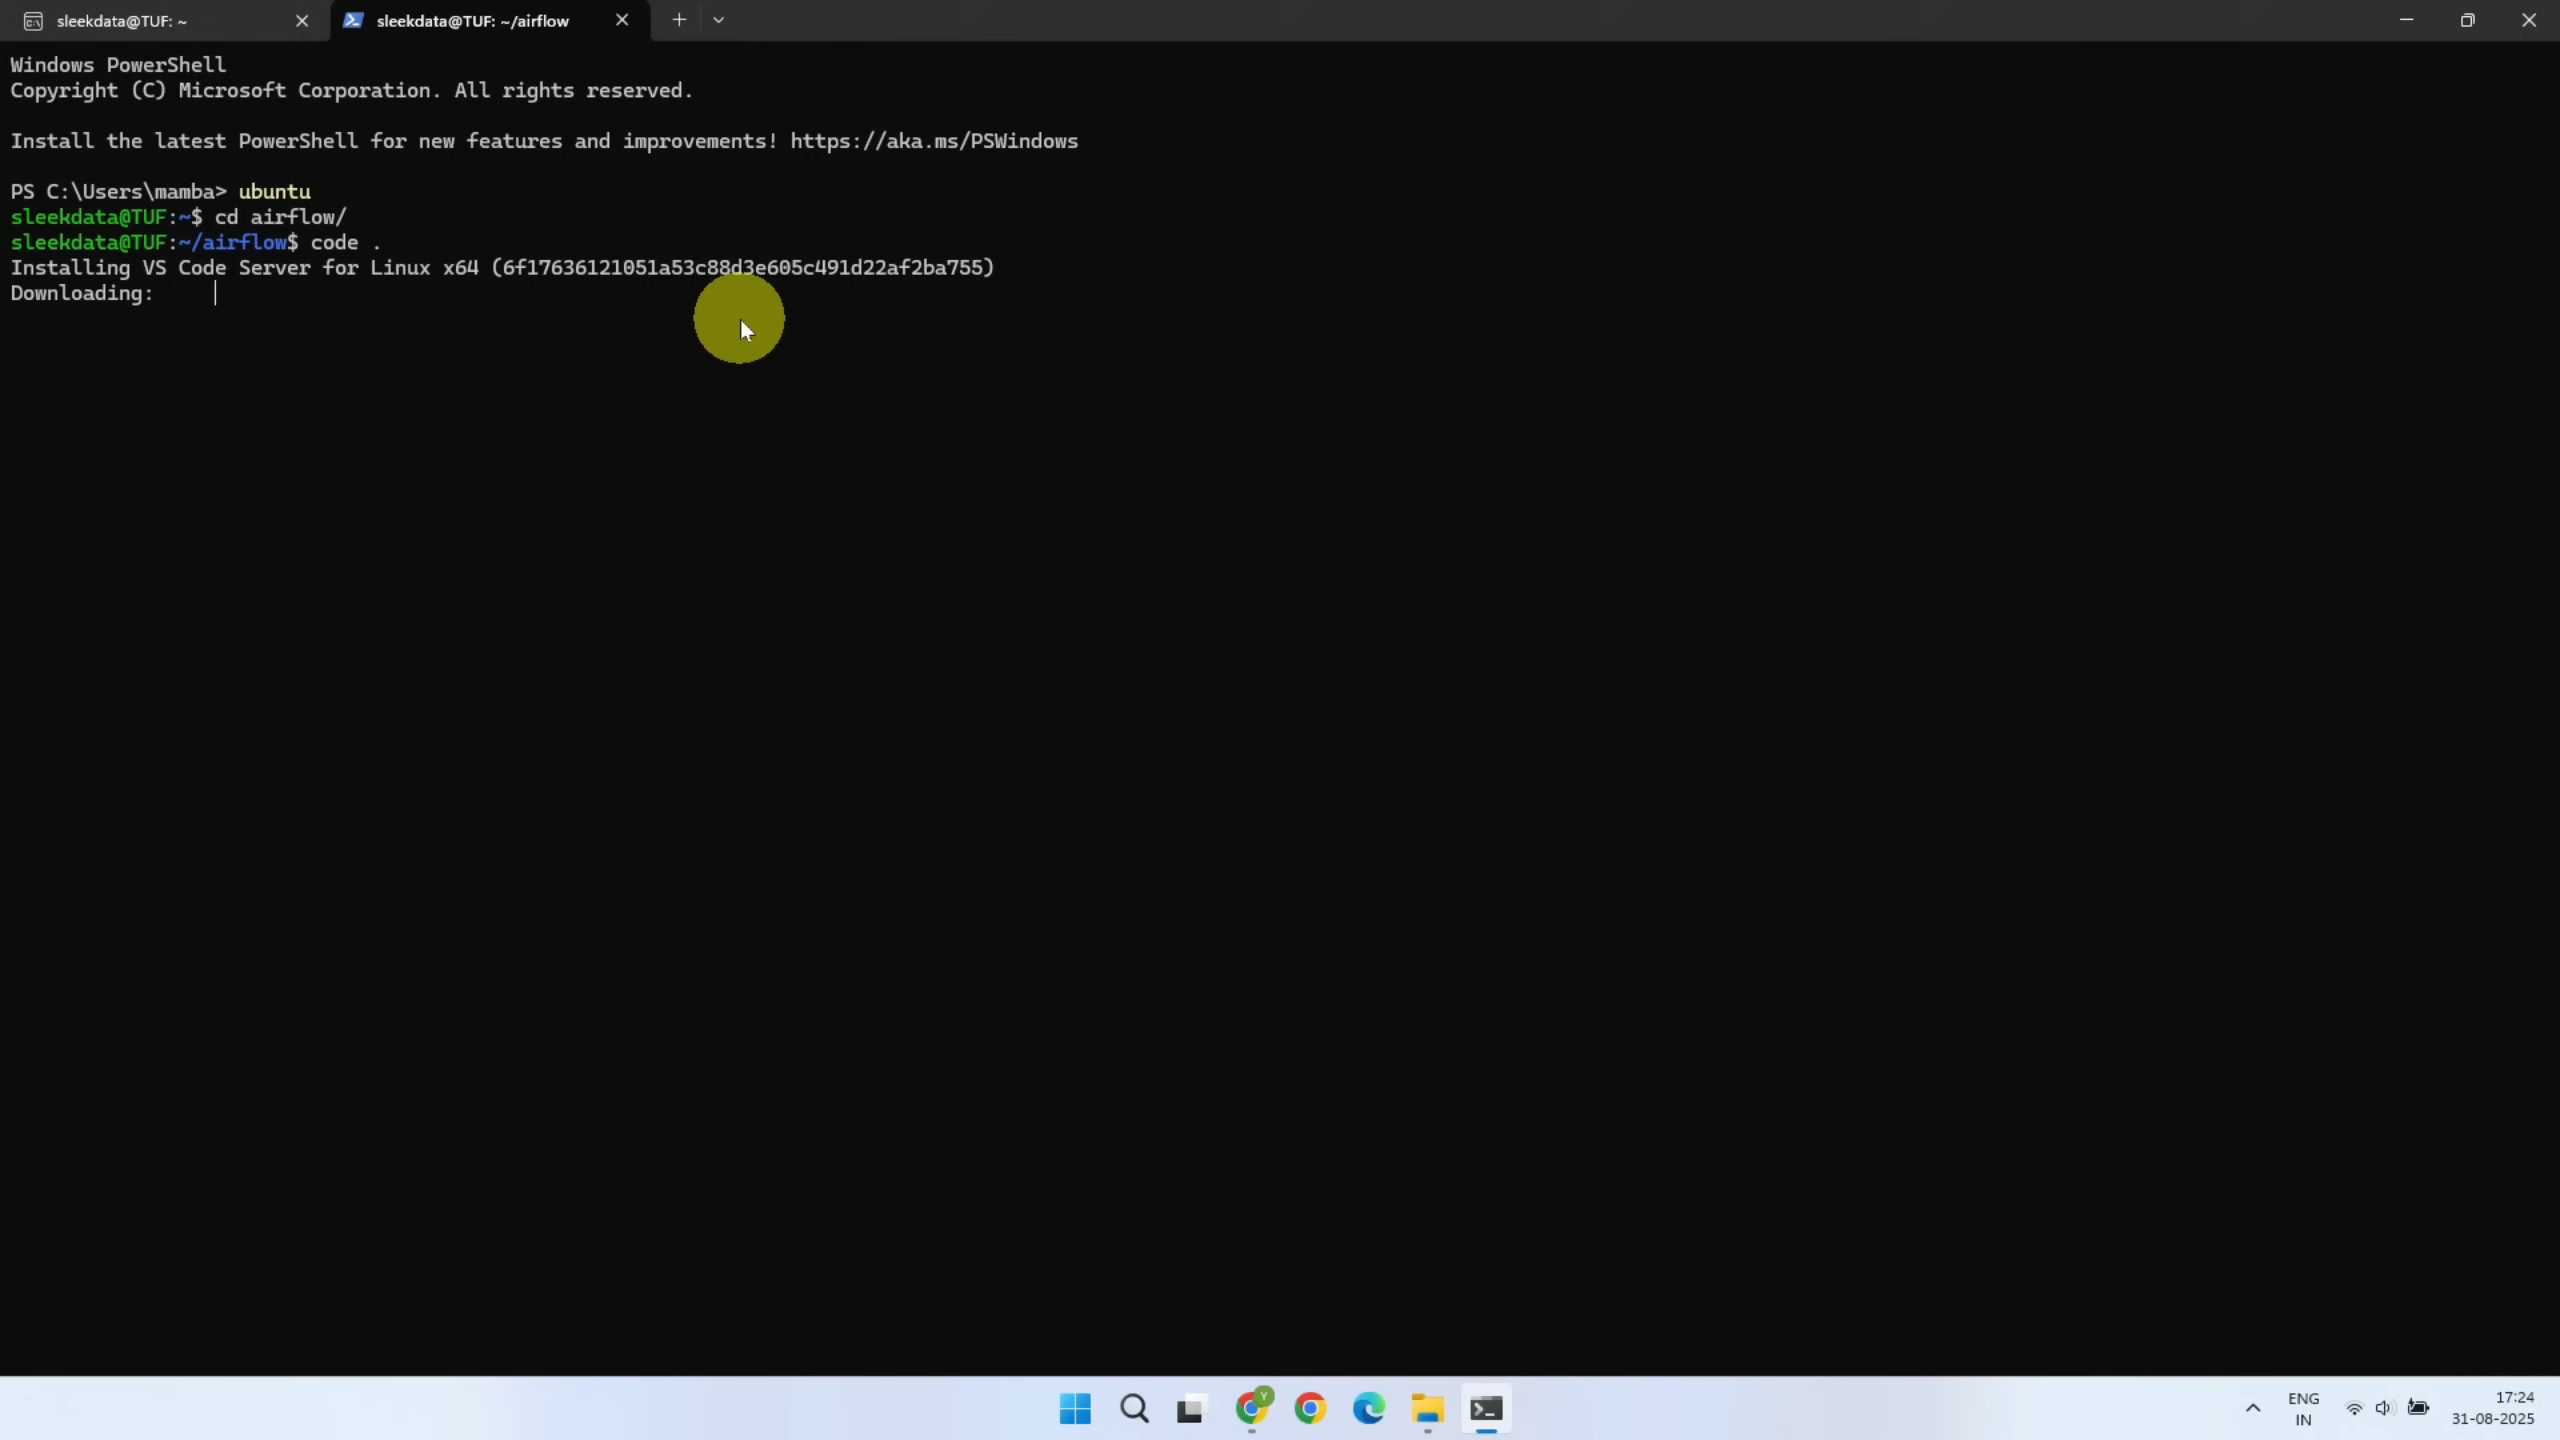 sleekdata@TUF: ~
sleekdata@TUF: ~/airflow
Windows PowerShell
Copyright (C) Microsoft Corporation. All rights reserved.
Install the latest PowerShell for new features and improvements! https://aka.ms/PSWindows
PS C:\Users\mamba> ubuntu
sleekdata@TUF:~$ cd airflow/
sleekdata@TUF:~/airflow$ code .
Installing VS Code Server for Linux x64 (6f17636121051a53c88d3e605c491d22af2ba755)
Downloading:
Y
ENG
IN
17:24
31-08-2025